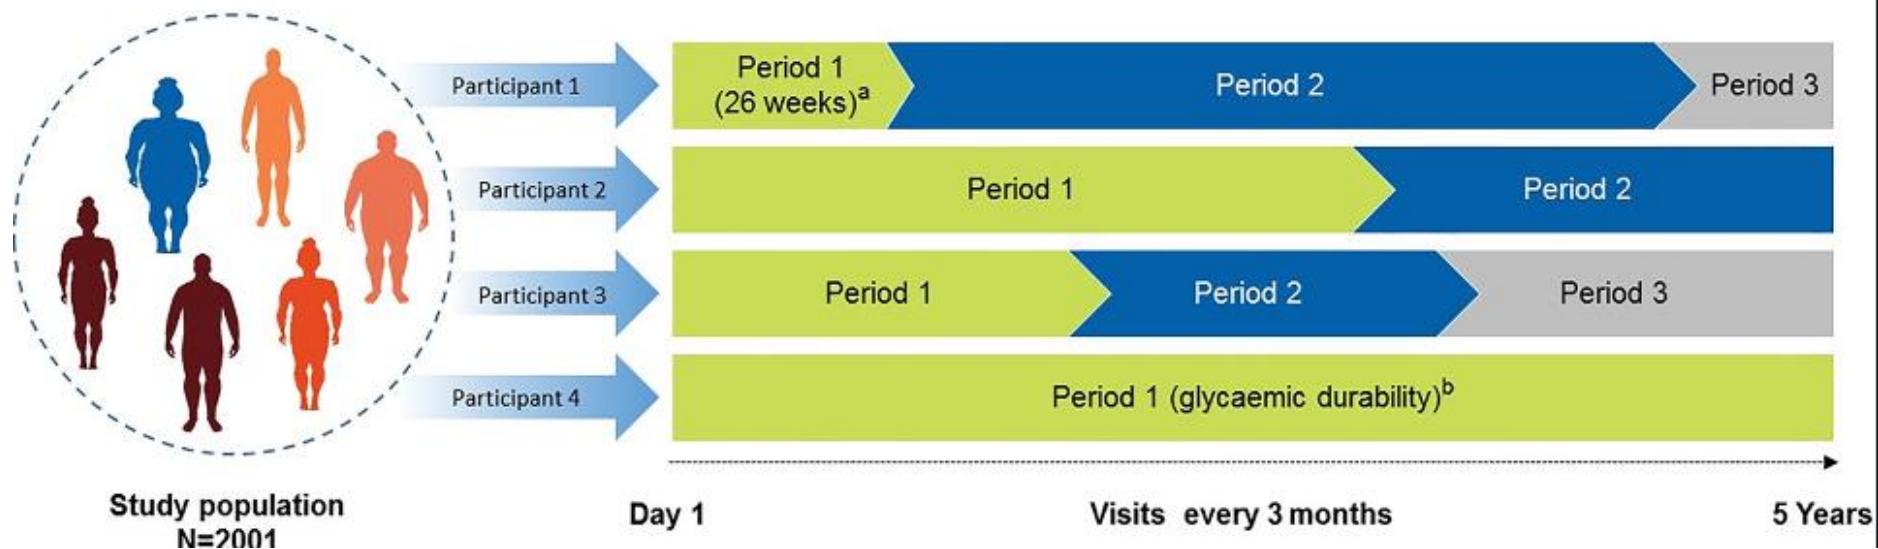 Participant 1
Period 1
(26 weeks)ᵃ
Period 2
Period 3
Participant 2
Period 1
Period 2
Participant 3
Period 1
Period 2
Period 3
Participant 4
Period 1 (glycaemic durability)ᵇ
Study population
N=2001
Day 1
Visits every 3 months
5 Years